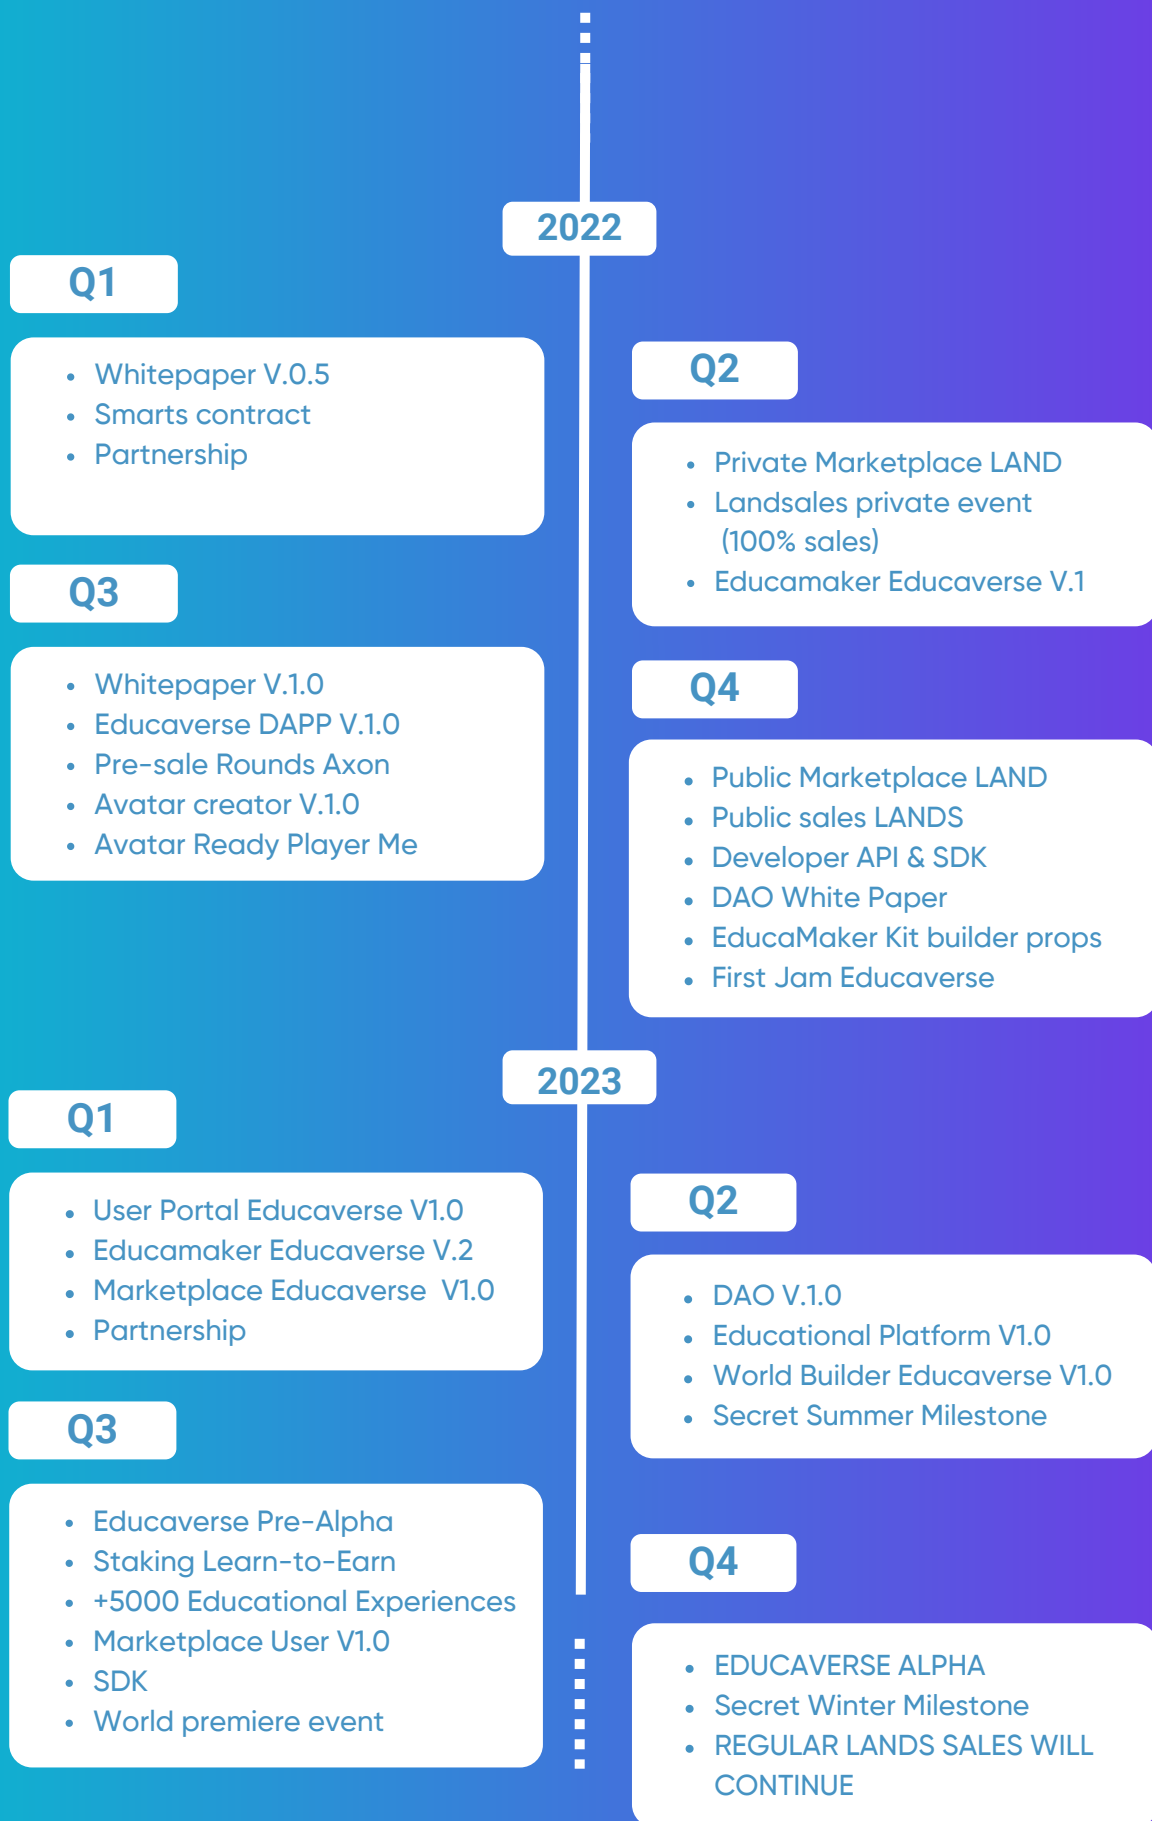 2022
Q1
Whitepaper V.0.5
Smarts contract
Partnership
Q2
Private Marketplace LAND
Landsales private event
(100% sales)
Educamaker Educaverse V.1
Q3
Whitepaper V.1.0
Educaverse DAPP V.1.0
Pre-sale Rounds Axon
Avatar creator V.1.0
Avatar Ready Player Me
Q4
Public Marketplace LAND
Public sales LANDS
Developer API & SDK
DAO White Paper
EducaMaker Kit builder props
First Jam Educaverse
2023
Q1
User Portal Educaverse V1.0
Educamaker Educaverse V.2
Marketplace Educaverse V1.0
Partnership
Q2
DAO V.1.0
Educational Platform V1.0
World Builder Educaverse V1.0
Secret Summer Milestone
Q3
Educaverse Pre-Alpha
Staking Learn-to-Earn
+5000 Educational Experiences
Marketplace User V1.0
SDK
World premiere event
Q4
EDUCAVERSE ALPHA
Secret Winter Milestone
REGULAR LANDS SALES WILL
CONTINUE